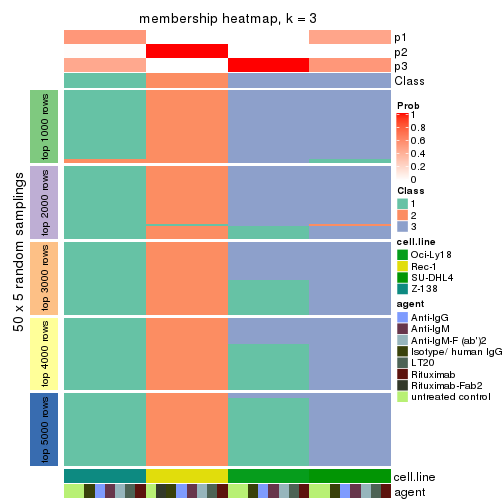 membership heatmap, k = 3
p1
p2
p3
Class
50 x 5 random samplings
top 1000 rows
top 2000 rows
top 3000 rows
top 4000 rows
top 5000 rows
cell.line
agent
Prob
1
0.8
0.6
0.4
0.2
0
Class
1
2
3
cell.line
Oci-Ly18
Rec-1
SU-DHL4
Z-138
agent
Anti-IgG
Anti-IgM
Anti-IgM-F (ab')2
Isotype/ human IgG
LT20
Rituximab
Rituximab-Fab2
untreated control